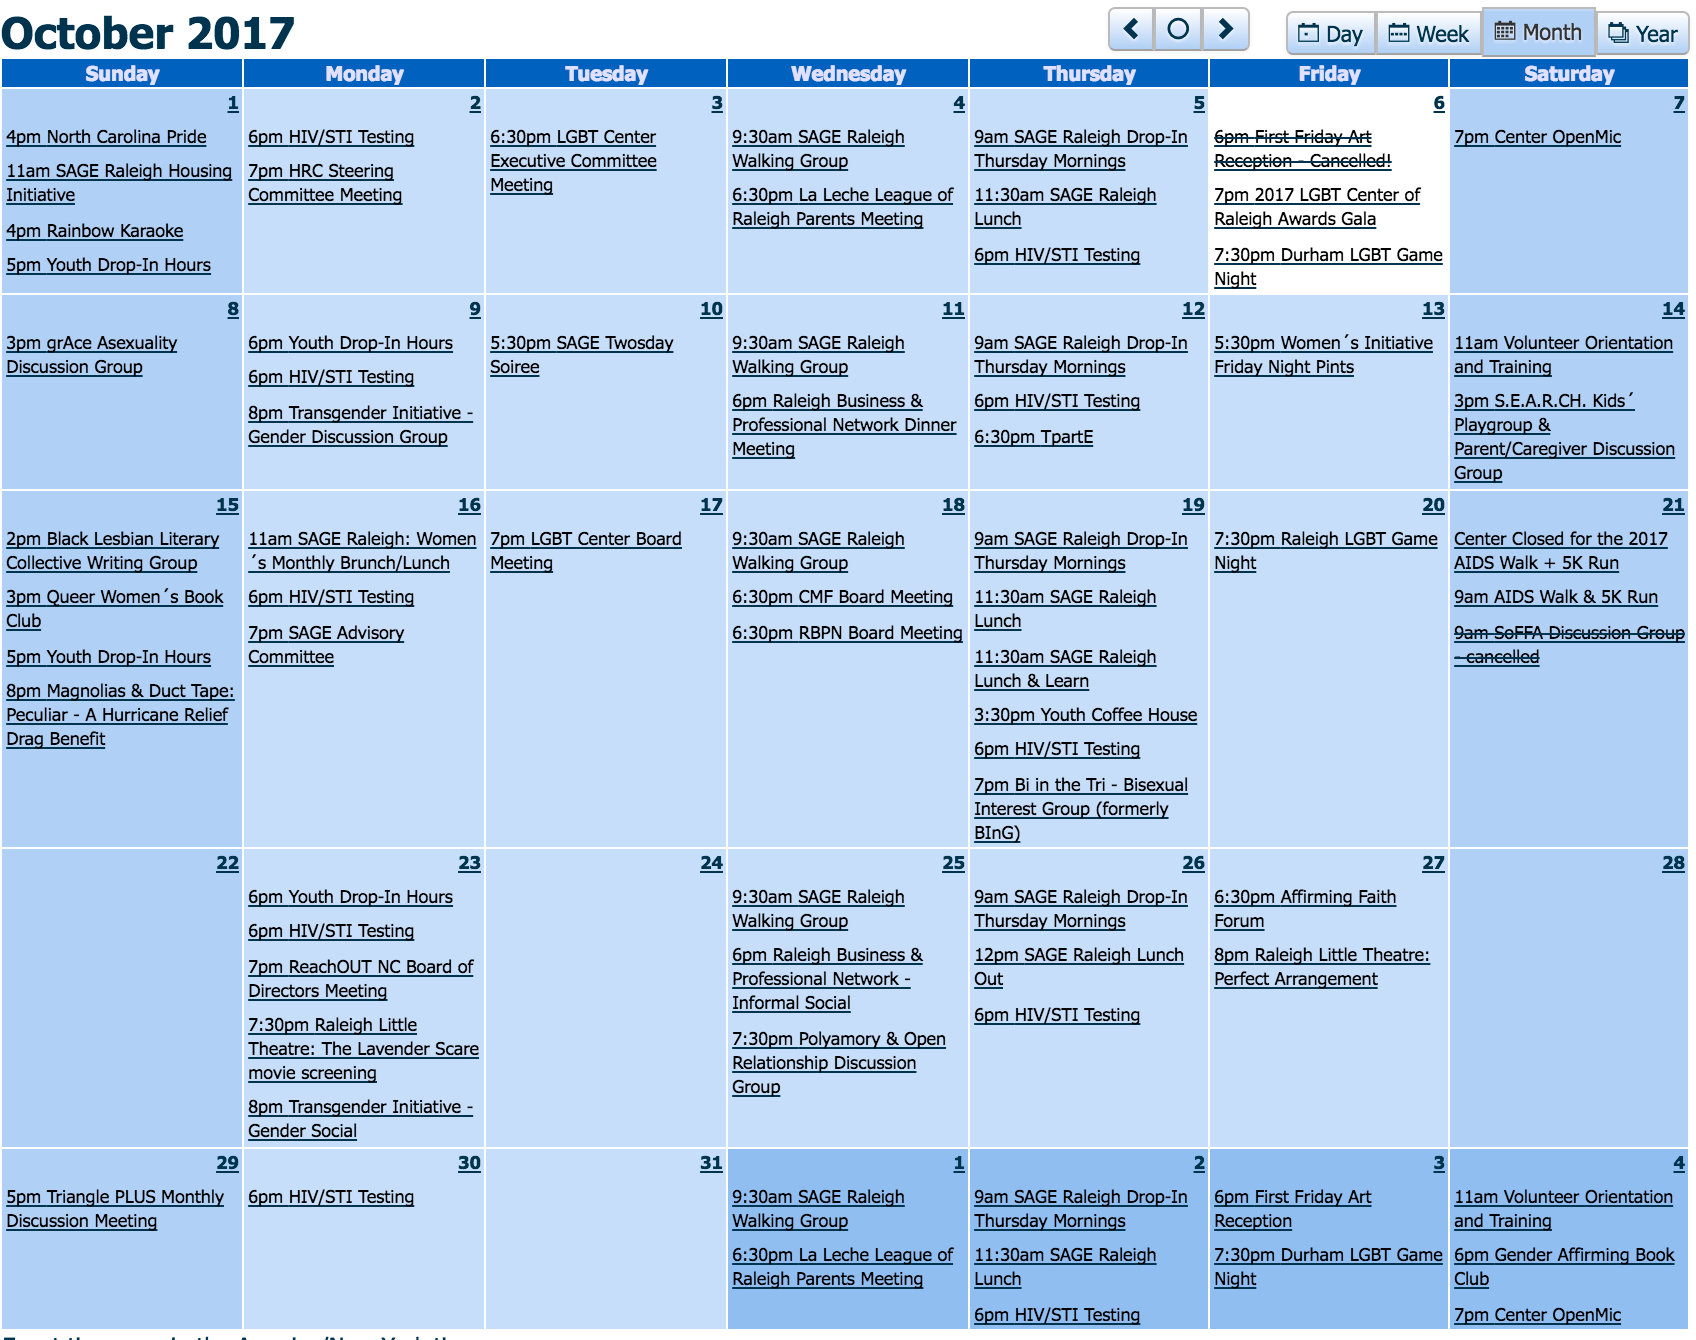 October 2017
Day
Week
Month
Year
Sunday
Monday
Tuesday
Wednesday
Thursday
Friday
Saturday
1
4pm North Carolina Pride
11am SAGE Raleigh Housing
Initiative
4pm Rainbow Karaoke
5pm Youth Drop-In Hours
2
6pm HIV/STI Testing
7pm HRC Steering
Committee Meeting
3
6:30pm LGBT Center
Executive Committee
Meeting
4
9:30am SAGE Raleigh
Walking Group
6:30pm La Leche League of
Raleigh Parents Meeting
5
9am SAGE Raleigh Drop-In
Thursday Mornings
11:30am SAGE Raleigh
Lunch
6pm HIV/STI Testing
6
6pm First Friday Art
Reception - Cancelled!
7pm 2017 LGBT Center of
Raleigh Awards Gala
7:30pm Durham LGBT Game
Night
7
7pm Center OpenMic
8
3pm grAce Asexuality
Discussion Group
9
6pm Youth Drop-In Hours
6pm HIV/STI Testing
8pm Transgender Initiative -
Gender Discussion Group
10
5:30pm SAGE Twosday
Soiree
11
9:30am SAGE Raleigh
Walking Group
6pm Raleigh Business &
Professional Network Dinner
Meeting
12
9am SAGE Raleigh Drop-In
Thursday Mornings
6pm HIV/STI Testing
6:30pm TpartE
13
5:30pm Women´s Initiative
Friday Night Pints
14
11am Volunteer Orientation
and Training
3pm S.E.A.R.CH. Kids´
Playgroup &
Parent/Caregiver Discussion
Group
15
2pm Black Lesbian Literary
Collective Writing Group
3pm Queer Women´s Book
Club
5pm Youth Drop-In Hours
8pm Magnolias & Duct Tape:
Peculiar - A Hurricane Relief
Drag Benefit
16
11am SAGE Raleigh: Women
´s Monthly Brunch/Lunch
6pm HIV/STI Testing
7pm SAGE Advisory
Committee
17
7pm LGBT Center Board
Meeting
18
9:30am SAGE Raleigh
Walking Group
6:30pm CMF Board Meeting
6:30pm RBPN Board Meeting
19
9am SAGE Raleigh Drop-In
Thursday Mornings
11:30am SAGE Raleigh
Lunch
11:30am SAGE Raleigh
Lunch & Learn
3:30pm Youth Coffee House
6pm HIV/STI Testing
7pm Bi in the Tri - Bisexual
Interest Group (formerly
BInG)
20
7:30pm Raleigh LGBT Game
Night
21
Center Closed for the 2017
AIDS Walk + 5K Run
9am AIDS Walk & 5K Run
9am SoFFA Discussion Group
- cancelled
22
23
6pm Youth Drop-In Hours
6pm HIV/STI Testing
7pm ReachOUT NC Board of
Directors Meeting
7:30pm Raleigh Little
Theatre: The Lavender Scare
movie screening
8pm Transgender Initiative -
Gender Social
24
25
9:30am SAGE Raleigh
Walking Group
6pm Raleigh Business &
Professional Network -
Informal Social
7:30pm Polyamory & Open
Relationship Discussion
Group
26
9am SAGE Raleigh Drop-In
Thursday Mornings
12pm SAGE Raleigh Lunch
Out
6pm HIV/STI Testing
27
6:30pm Affirming Faith
Forum
8pm Raleigh Little Theatre:
Perfect Arrangement
28
29
5pm Triangle PLUS Monthly
Discussion Meeting
30
6pm HIV/STI Testing
31
1
9:30am SAGE Raleigh
Walking Group
6:30pm La Leche League of
Raleigh Parents Meeting
2
9am SAGE Raleigh Drop-In
Thursday Mornings
11:30am SAGE Raleigh
Lunch
6pm HIV/STI Testing
3
6pm First Friday Art
Reception
7:30pm Durham LGBT Game
Night
4
11am Volunteer Orientation
and Training
6pm Gender Affirming Book
Club
7pm Center OpenMic